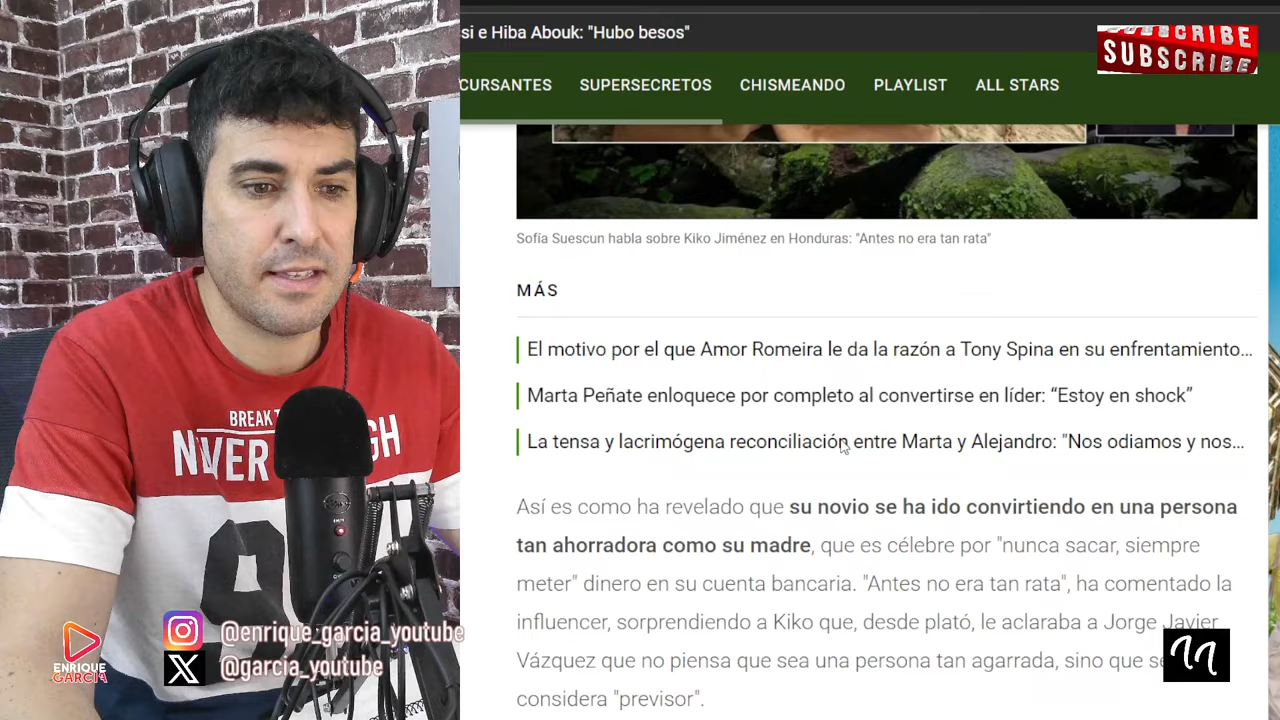 si e Hiba Abouk: "Hubo besos"
SUBSCRIBE
SUBSCRIBE
CURSANTES SUPERSECRETOS CHISMEANDO PLAYLIST ALL STARS
Sofía Suescun habla sobre Kiko Jiménez en Honduras: "Antes no era tan rata"
MÁS
El motivo por el que Amor Romeira le da la razón a Tony Spina en su enfrentamiento...
Marta Peñate enloquece por completo al convertirse en líder: “Estoy en shock”
La tensa y lacrimógena reconciliación entre Marta y Alejandro: "Nos odiamos y nos...
Así es como ha revelado que su novio se ha ido convirtiendo en una persona
tan ahorradora como su madre, que es célebre por "nunca sacar, siempre
meter" dinero en su cuenta bancaria. "Antes no era tan rata", ha comentado la
influencer, sorprendiendo a Kiko que, desde plató, le aclaraba a Jorge Javier
Vázquez que no piensa que sea una persona tan agarrada, sino que se
considera "previsor".
BREAK
NEVER
@enrique_garcia_youtube
@garcia_youtube
ENRIQUE
GARCIA